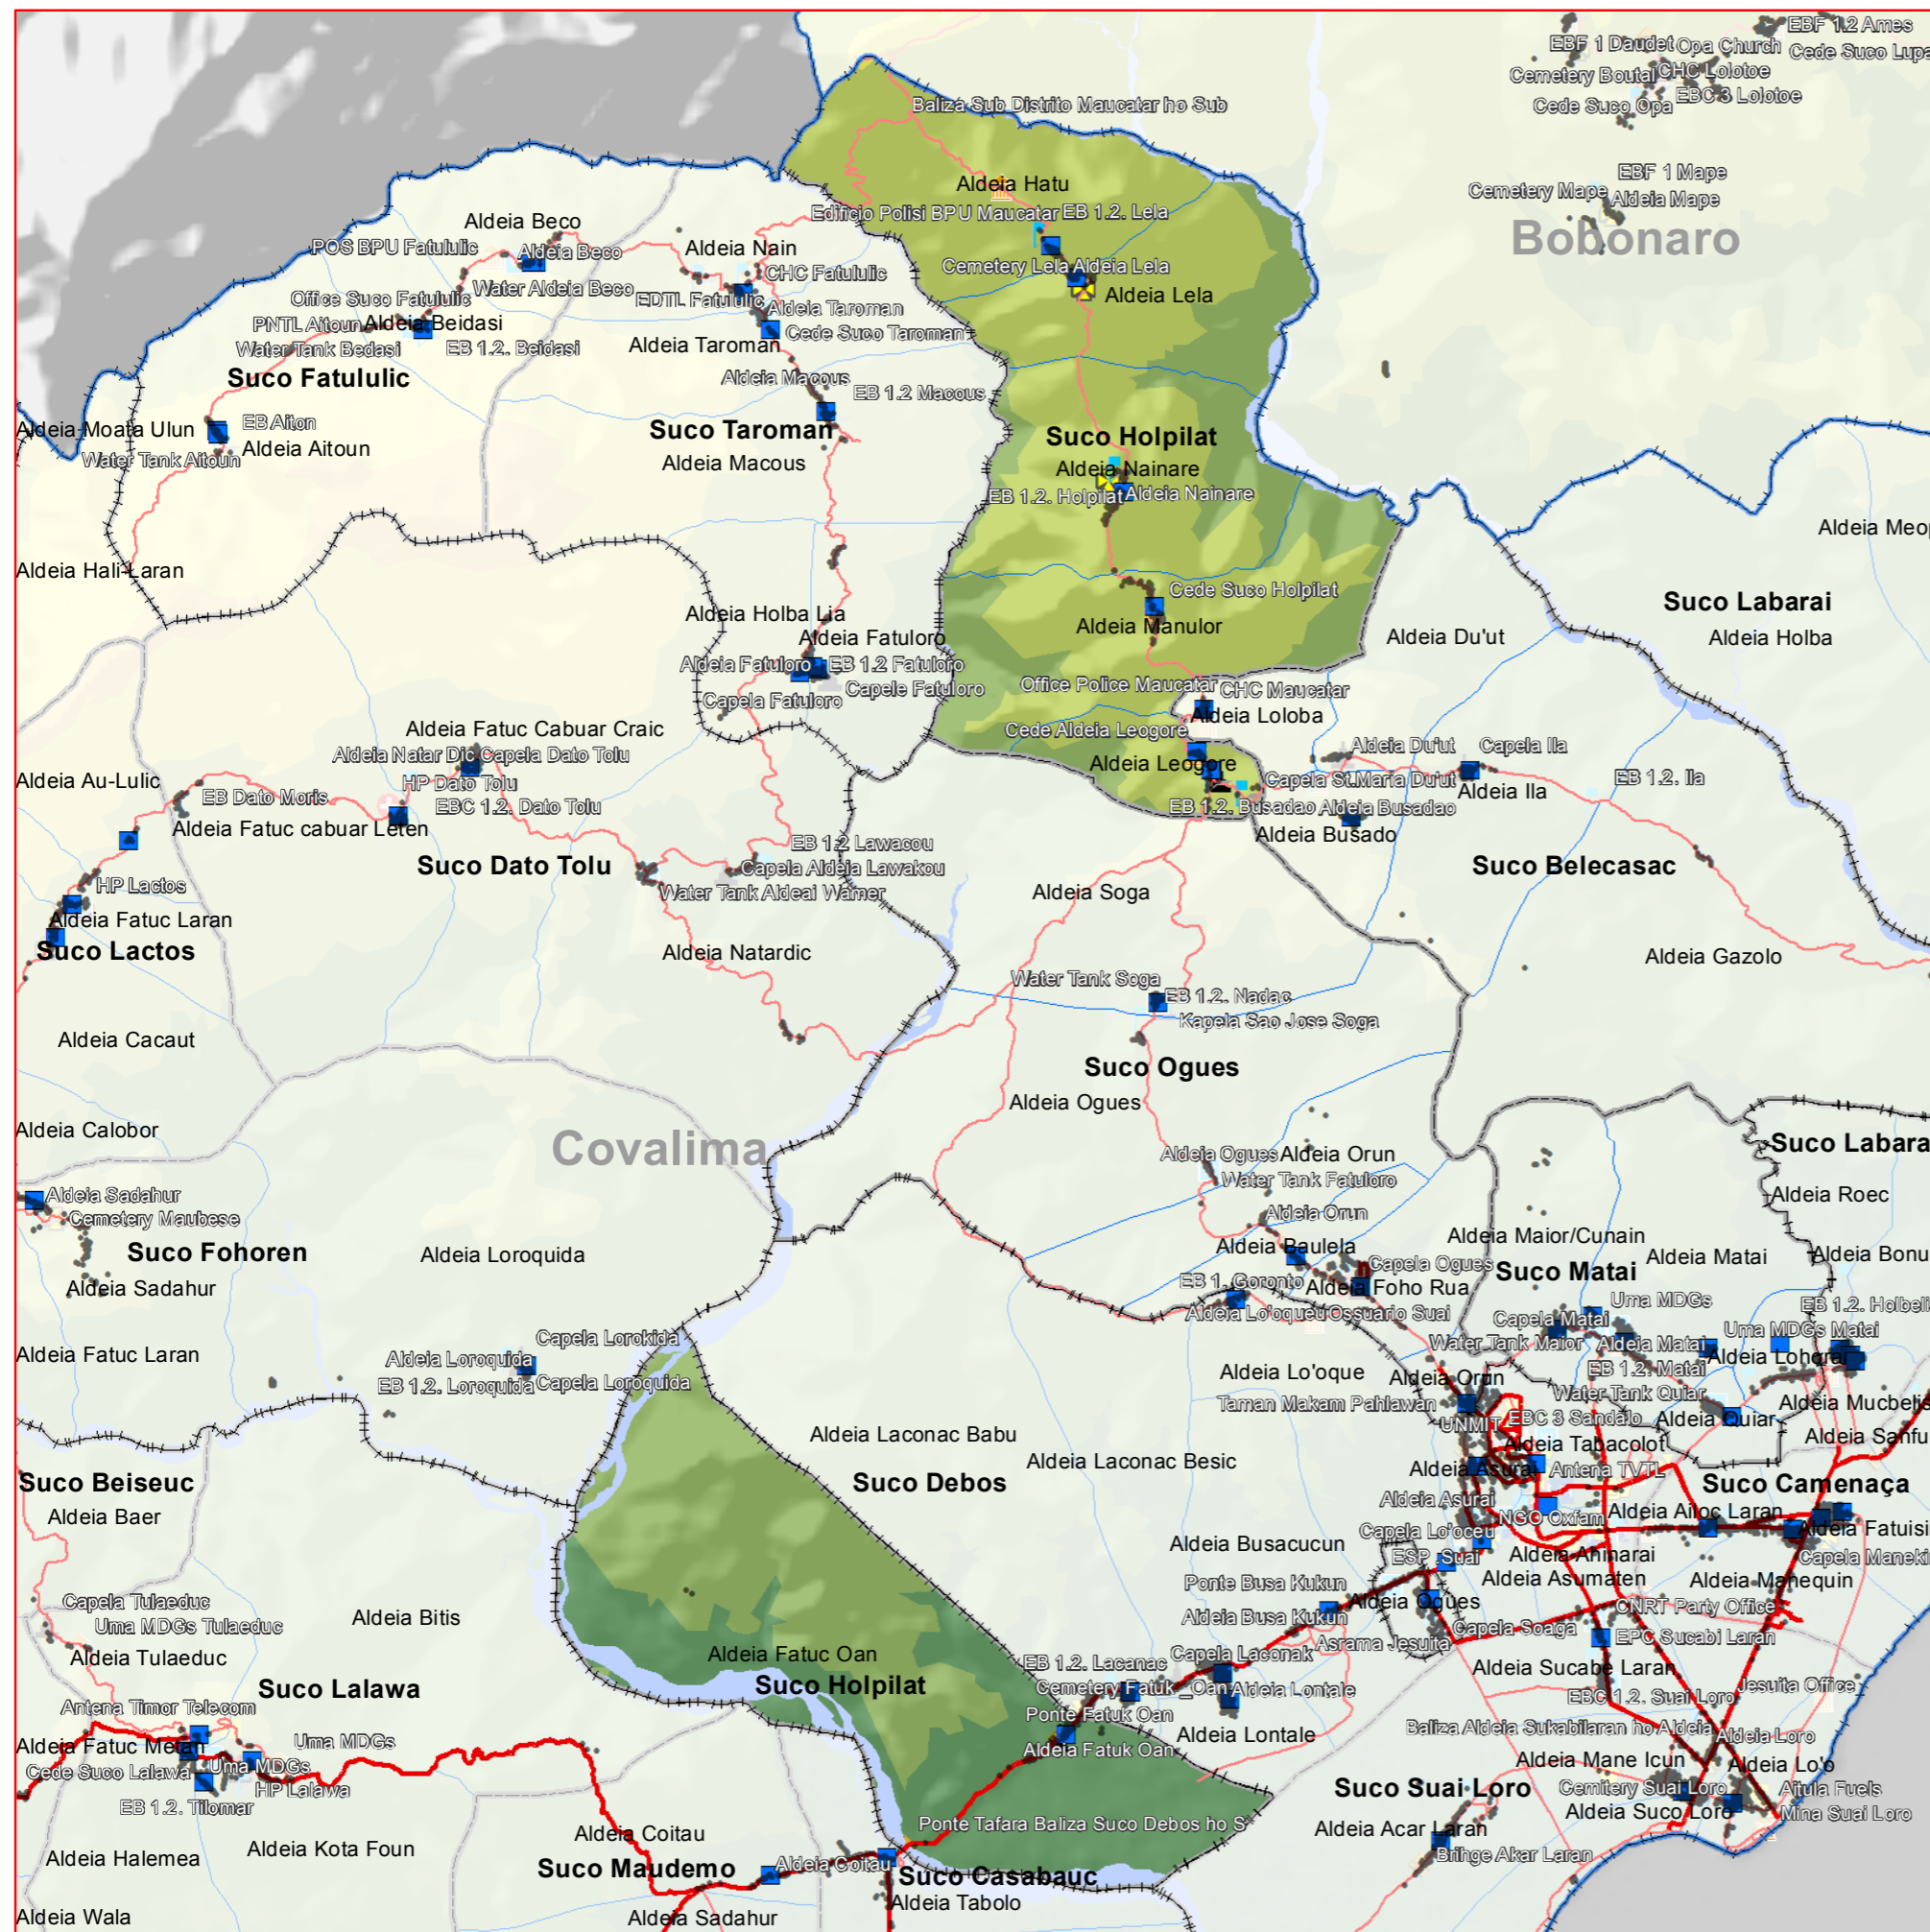 EBF 1.2 Ames
EBF 1 Daudet
Opa Church
Cede Suco Lupa
Cemetery Boutal
CHC Lolotoe
Cede Suco Opa
EBC 3 Lolotoe
Baliza Sub Distrito Maucatar ho Sub
EBF 1 Mape
Cemetery Mape
Aldeia Mape
Bobonaro
Aldeia Hatu
Edificio Polisi BPU Maucatar
EB 1.2. Lela
Aldeia Beco
POS BPU Fatululic
Aldeia Beco
Aldeia Nain
Cemetery Lela
Aldeia Lela
CHC Fatululic
Office Suco Fatululic
Water Aldeia Beco
EDTL Fatululic
Aldeia Lela
PNTL Aitoun
Aldeia Beidasi
Aldeia Taroman
Cede Suco Taroman
Water Tank Bedasi
EB 1.2. Beidasi
Aldeia Taroman
Suco Fatululic
Aldeia Macous
EB 1.2 Macous
Aldeia Moata Ulun
EB Aiton
Suco Taroman
Suco Holpilat
Water Tank Aitoun
Aldeia Aitoun
Aldeia Macous
Aldeia Nainare
EB 1.2. Holpilat
Aldeia Nainare
Aldeia Meop
Aldeia Hali-Laran
Cede Suco Holpilat
Suco Labarai
Aldeia Holba Lia
Aldeia Manulor
Aldeia Fatuloro
Aldeia Du'ut
Aldeia Holba
Aldeia Fatuloro
EB 1.2 Fatuloro
Capela Fatuloro
Capele Fatuloro
Office Police Maucatar
CHC Maucatar
Aldeia Loloba
Aldeia Fatuc Cabuar Craic
Cede Aldeia Leogore
Aldeia Natar Dic
Capela Dato Tolu
Aldeia Leogore
Aldeia Du'ut
Capela Ila
Aldeia Au-Lulic
HP Dato Tolu
Capela St.Maria Du'ut
Aldeia Ila
EB 1.2. Ila
EB Dato Moris
EBC 1.2. Dato Tolu
EB 1.2. Busadao
Aldeia Busadao
Aldeia Fatuc cabuar Leten
Aldeia Busado
EB 1.2 Lawacou
Suco Dato Tolu
Capela Aldeia Lawakou
Suco Belecasac
HP Lactos
Water Tank Aldeai Wamer
Aldeia Soga
Aldeia Fatuc Laran
Suco Lactos
Aldeia Natardic
Aldeia Gazolo
Water Tank Soga
EB 1.2. Nadac
Kapela Sao Jose Soga
Aldeia Cacaut
Suco Ogues
Aldeia Ogues
Aldeia Calobor
Covalima
Aldeia Ogues
Aldeia Orun
Suco Labara
Water Tank Fatuloro
Aldeia Sadahur
Aldeia Roec
Cemetery Maubese
Aldeia Orun
Suco Fohoren
Aldeia Loroquida
Aldeia Baulela
Aldeia Maior/Cunain
Aldeia Matai
Aldeia Bonu
Capela Ogues
Suco Matai
Aldeia Sadahur
EB 1. Goronto
Aldeia Foho Rua
Aldeia Lo'oqueu
Ossuario Suai
Uma MDGs
EB 1.2. Holbeli
Capela Matai
Capela Lorokida
Water Tank Maior
Aldeia Matai
Uma MDGs Matai
Aldeia Fatuc Laran
Aldeia Loroquida
Aldeia Lo'oque
EB 1.2. Matai
Aldeia Lohorai
EB 1.2. Loroquida
Capela Loroquida
Aldeia Orun
Water Tank Quiar
Taman Makam Pahlawan
UNMIT
EBC 3 Sandalo
Aldeia Quiar
Aldeia Mucbelis
Aldeia Laconac Babu
Aldeia Tabacolot
Aldeia Sanfu
Aldeia Laconac Besic
Aldeia Asurai
Antena TVTL
Suco Beiseuc
Suco Debos
Suco Camenaça
Aldeia Baer
Aldeia Asurai
NGO Oxfam
Aldeia Ailoc Laran
Aldeia Fatuisi
Aldeia Busacucun
Capela Lo'oceu
ESP .Suai
Aldeia Ahinarai
Capela Maneki
Ponte Busa Kukun
Aldeia Asumaten
Aldeia Manequin
Capela Tulaeduc
Aldeia Bitis
Aldeia Busa Kukun
Aldeia Ogues
CNRT Party Office
Uma MDGs Tulaeduc
Asrama Jesuita
Capela Soaga
EPC Sucabi Laran
Aldeia Tulaeduc
Aldeia Fatuc Oan
Capela Laconak
EB 1.2. Lacanac
Aldeia Sucabe Laran
Suco Lalawa
Suco Holpilat
Cemetery Fatuk _Oan
Aldeia Lontale
EBC 1.2. Suai Loro
Jesuita Office
Antena Timor Telecom
Ponte Fatuk Oan
Aldeia Lontale
Baliza Aldeia Sukabilaran ho Aldeia
Aldeia Loro
Uma MDGs
Aldeia Fatuc Metan
Aldeia Fatuk Oan
Aldeia Mane Icun
Aldeia Lo'o
Cede Suco Lalawa
Uma MDGs
HP Lalawa
Suco Suai Loro
Cemitery Suai Loro
Aitula Fuels
EB 1.2. Tilomar
Aldeia Suco Loro
Mina Suai Loro
Ponte Tafara Baliza Suco Debos ho S
Aldeia Coitau
Aldeia Acar Laran
Aldeia Kota Foun
Aldeia Halemea
Brihge Akar Laran
Suco Maudemo
Aldeia Coitau
Suco Casabauc
Aldeia Tabolo
Aldeia Wala
Aldeia Sadahur